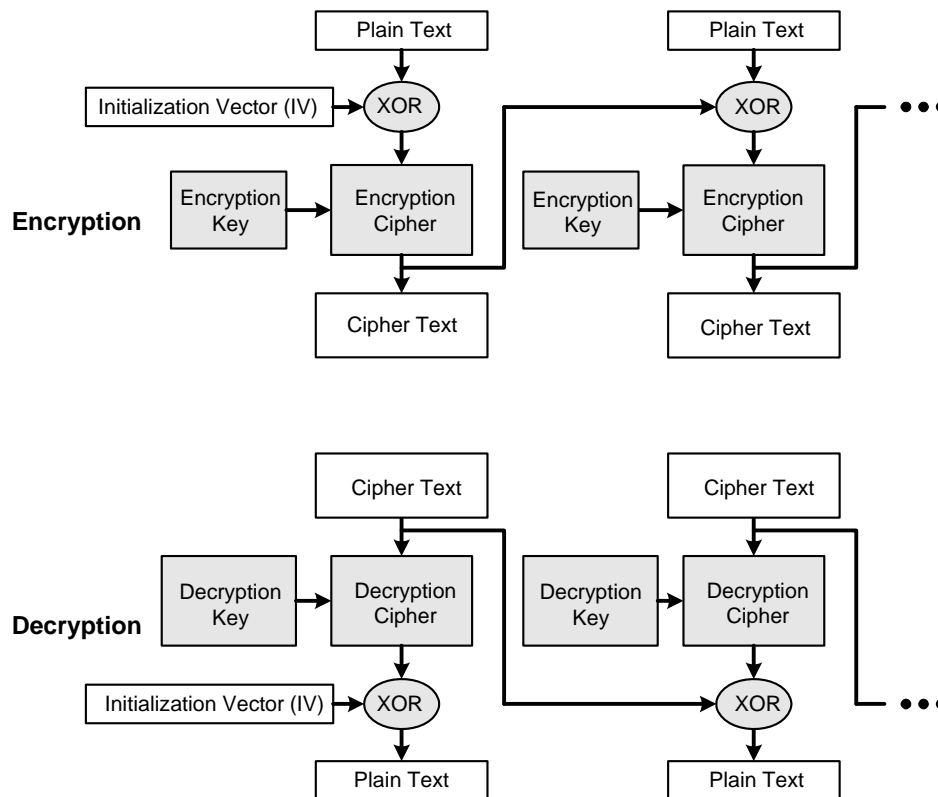 Plain Text
Plain Text
Initialization Vector (IV)
XOR
XOR
Encryption
Encryption
Key
Encryption
Cipher
Encryption
Key
Encryption
Cipher
Cipher Text
Cipher Text
Cipher Text
Cipher Text
Decryption
Decryption
Key
Decryption
Cipher
Decryption
Key
Decryption
Cipher
Initialization Vector (IV)
XOR
XOR
Plain Text
Plain Text